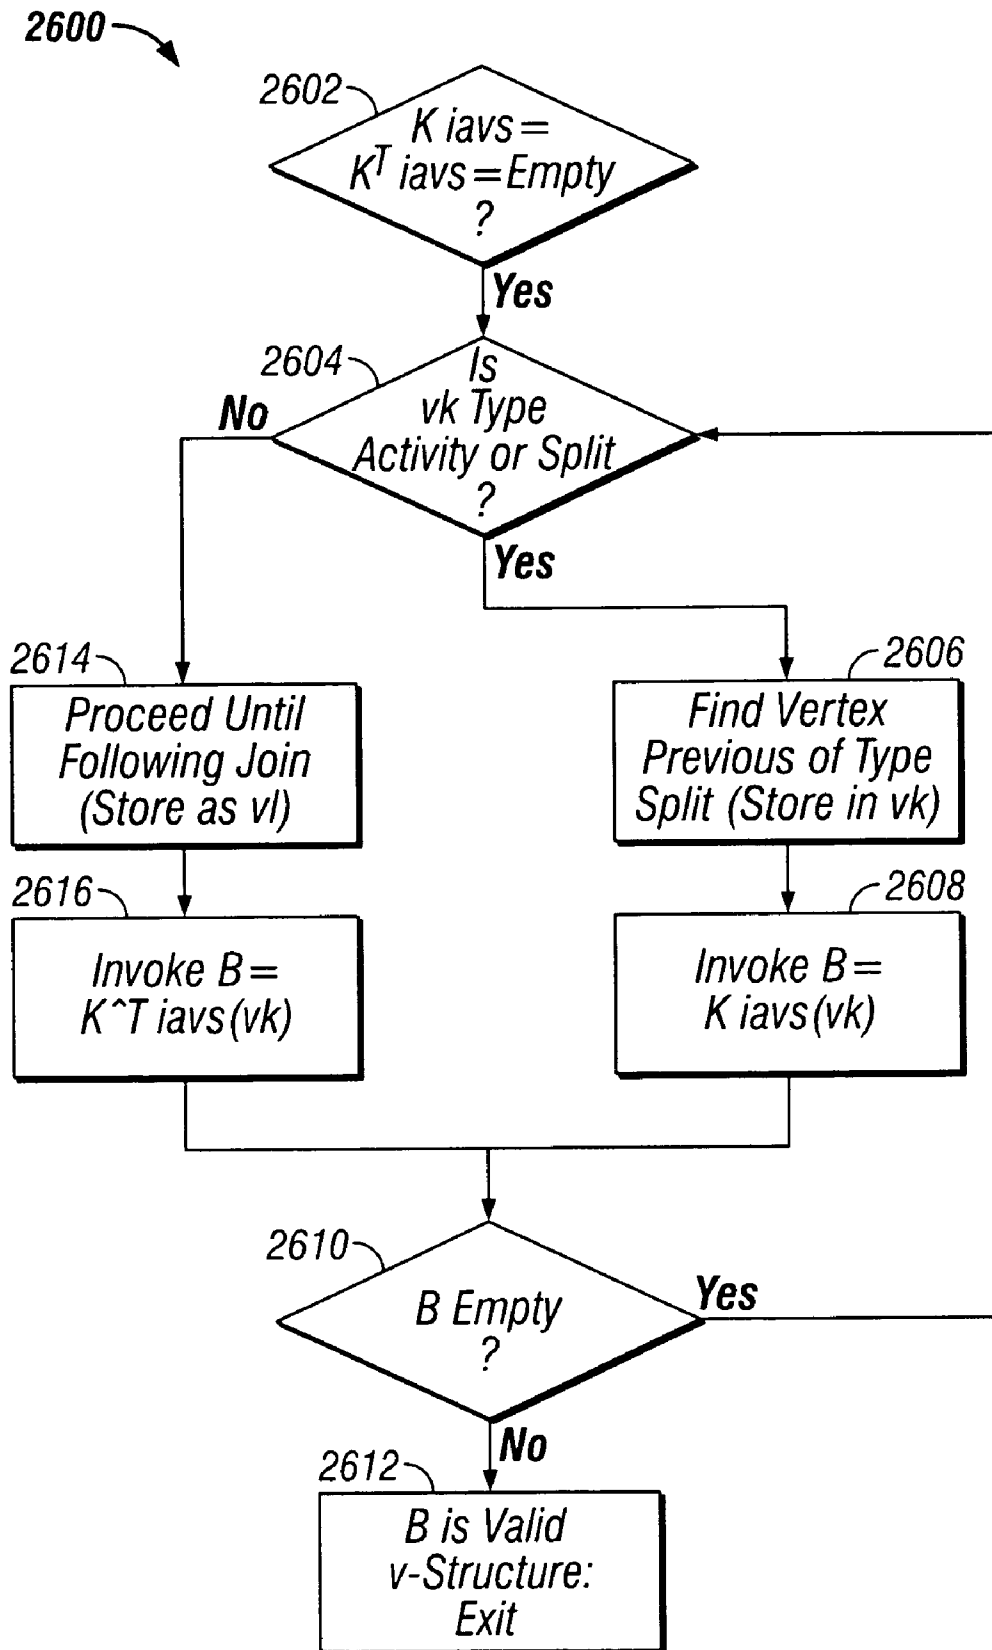 2600
2602
K iavs =
K^T iavs = Empty
?
Yes
2604
Is
vk Type
Activity or Split
?
No
Yes
2614
Proceed Until
Following Join
(Store as vl)
2606
Find Vertex
Previous of Type
Split (Store in vk)
2616
Invoke B =
K^T iavs (vk)
2608
Invoke B =
K iavs (vk)
2610
B Empty
?
Yes
No
2612
B is Valid
v-Structure:
Exit